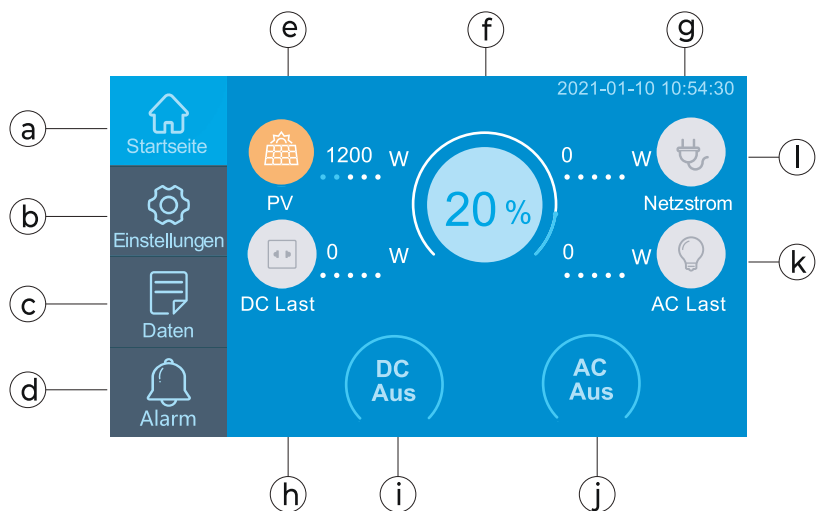 e
f
g
a
b
c
d
2021-01-10 10:54:30
Startseite
Einstellungen
Daten
Alarm
1200 W
PV
0 W
DC Last
20 %
0 W
Netzstrom
0 W
AC Last
DC
Aus
AC
Aus
l
k
h
i
j